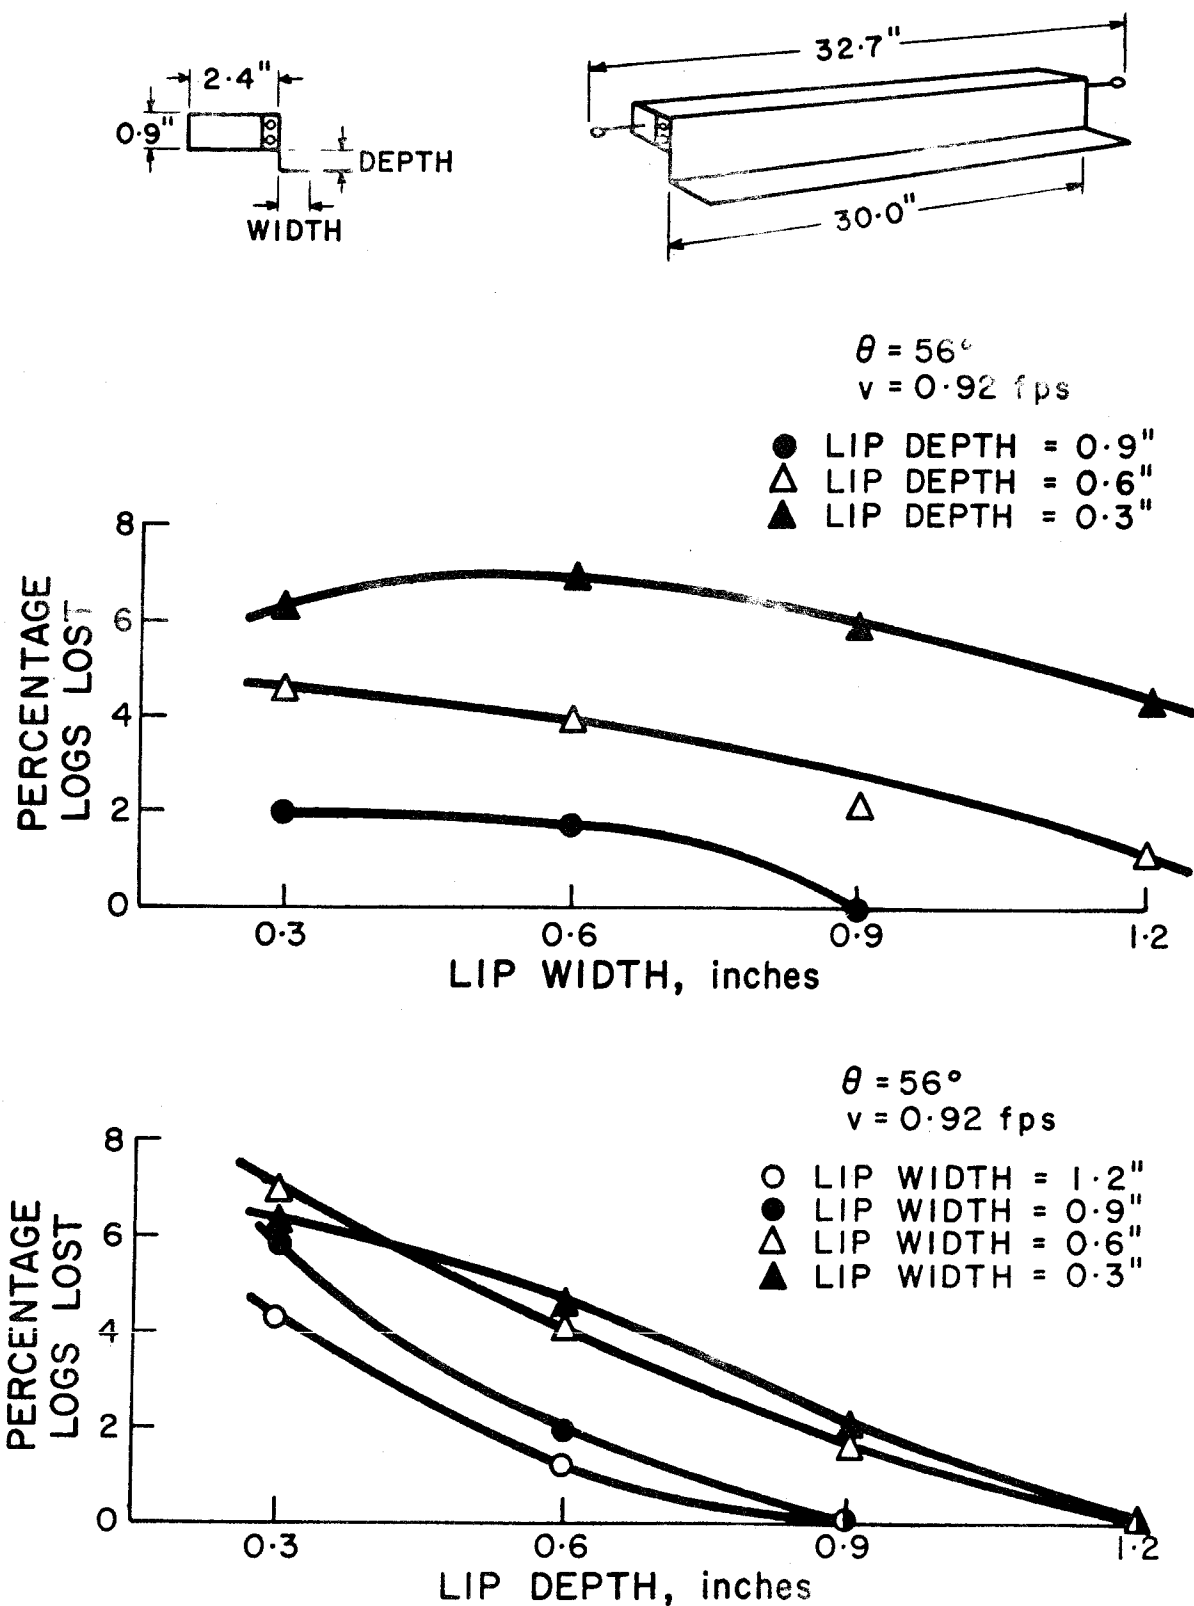 2·4"
0·9"
DEPTH
WIDTH
32·7"
30·0"
θ = 56°
v = 0·92 fps
● LIP DEPTH = 0·9"
△ LIP DEPTH = 0·6"
▲ LIP DEPTH = 0·3"
PERCENTAGE
LOGS LOST
8
6
4
2
0
0·3
0·6
0·9
1·2
LIP WIDTH, inches
θ = 56°
v = 0·92 fps
○ LIP WIDTH = 1·2"
● LIP WIDTH = 0·9"
△ LIP WIDTH = 0·6"
▲ LIP WIDTH = 0·3"
PERCENTAGE
LOGS LOST
8
6
4
2
0
0·3
0·6
0·9
1·2
LIP DEPTH, inches